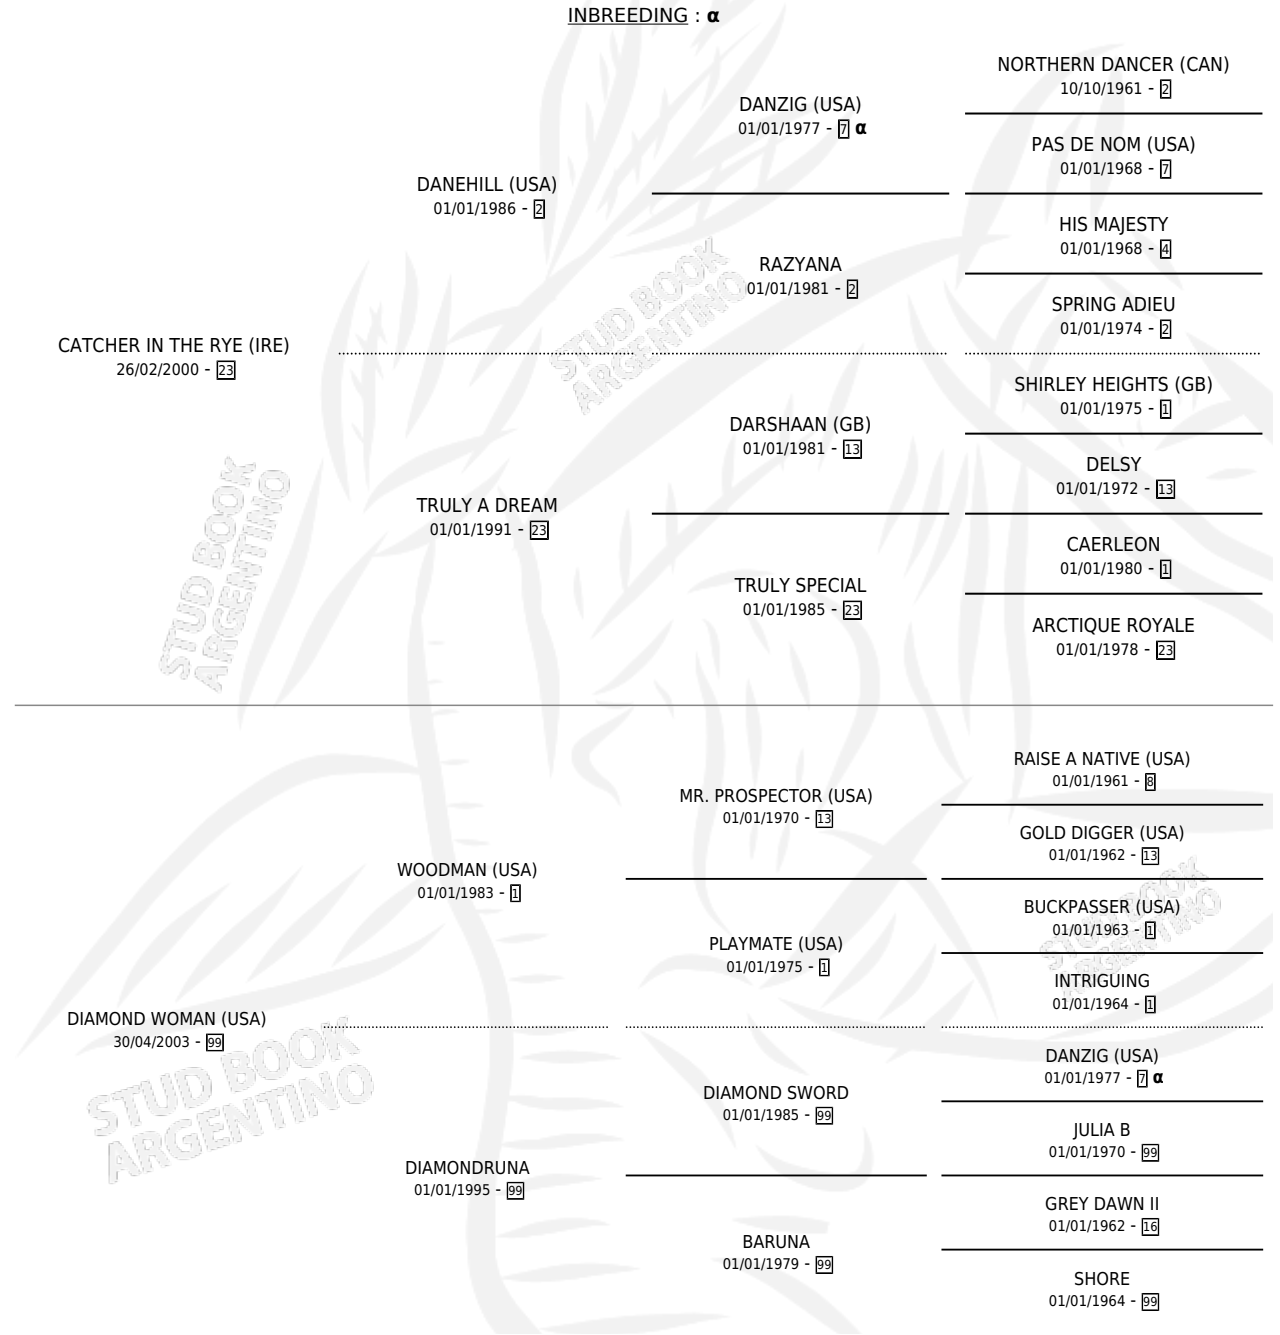 INBREEDING : α
NORTHERN DANCER (CAN)
10/10/1961 - 2
DANZIG (USA)
01/01/1977 - 7 α
PAS DE NOM (USA)
01/01/1968 - 7
DANEHILL (USA)
01/01/1986 - 2
HIS MAJESTY
01/01/1968 - 4
RAZYANA
01/01/1981 - 2
SPRING ADIEU
01/01/1974 - 2
CATCHER IN THE RYE (IRE)
26/02/2000 - 23
SHIRLEY HEIGHTS (GB)
01/01/1975 - 1
DARSHAAN (GB)
01/01/1981 - 13
DELSY
01/01/1972 - 13
TRULY A DREAM
01/01/1991 - 23
CAERLEON
01/01/1980 - 1
TRULY SPECIAL
01/01/1985 - 23
ARCTIQUE ROYALE
01/01/1978 - 23
RAISE A NATIVE (USA)
01/01/1961 - 8
MR. PROSPECTOR (USA)
01/01/1970 - 13
GOLD DIGGER (USA)
01/01/1962 - 13
WOODMAN (USA)
01/01/1983 - 1
BUCKPASSER (USA)
01/01/1963 - 1
PLAYMATE (USA)
01/01/1975 - 1
INTRIGUING
01/01/1964 - 1
DIAMOND WOMAN (USA)
30/04/2003 - 99
DANZIG (USA)
01/01/1977 - 7 α
DIAMOND SWORD
01/01/1985 - 99
JULIA B
01/01/1970 - 99
DIAMONDRUNA
01/01/1995 - 99
GREY DAWN II
01/01/1962 - 16
BARUNA
01/01/1979 - 99
SHORE
01/01/1964 - 99
STUD BOOK
ARGENTINO
STUD BOOK
ARGENTINO
STUD BOOK
ARGENTINO
STUD BOOK
ARGENTINO